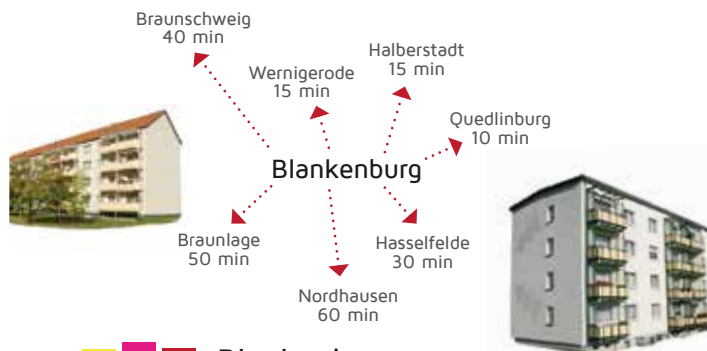 Braunschweig
40 min
Halberstadt
15 min
Wernigerode
15 min
Quedlinburg
10 min
Blankenburg
Braunlage
50 min
Hasselfelde
30 min
Nordhausen
60 min